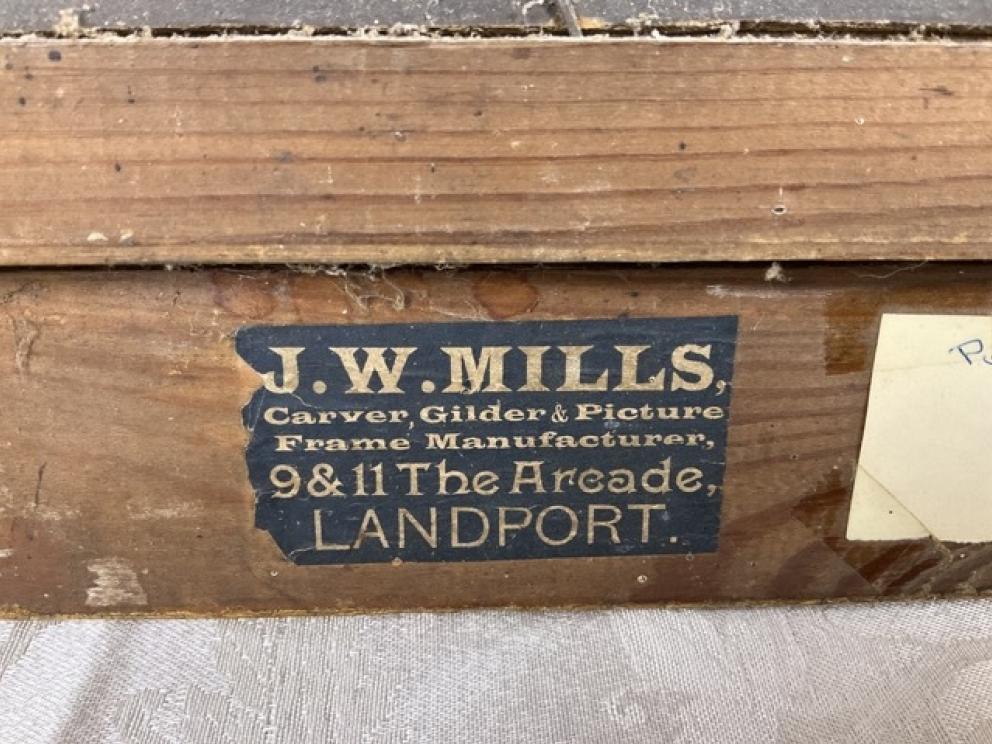 J.W.MILLS,
Carver, Gilder & Picture
Frame Manufacturer,
9 & 11 The Arcade,
LANDPORT.